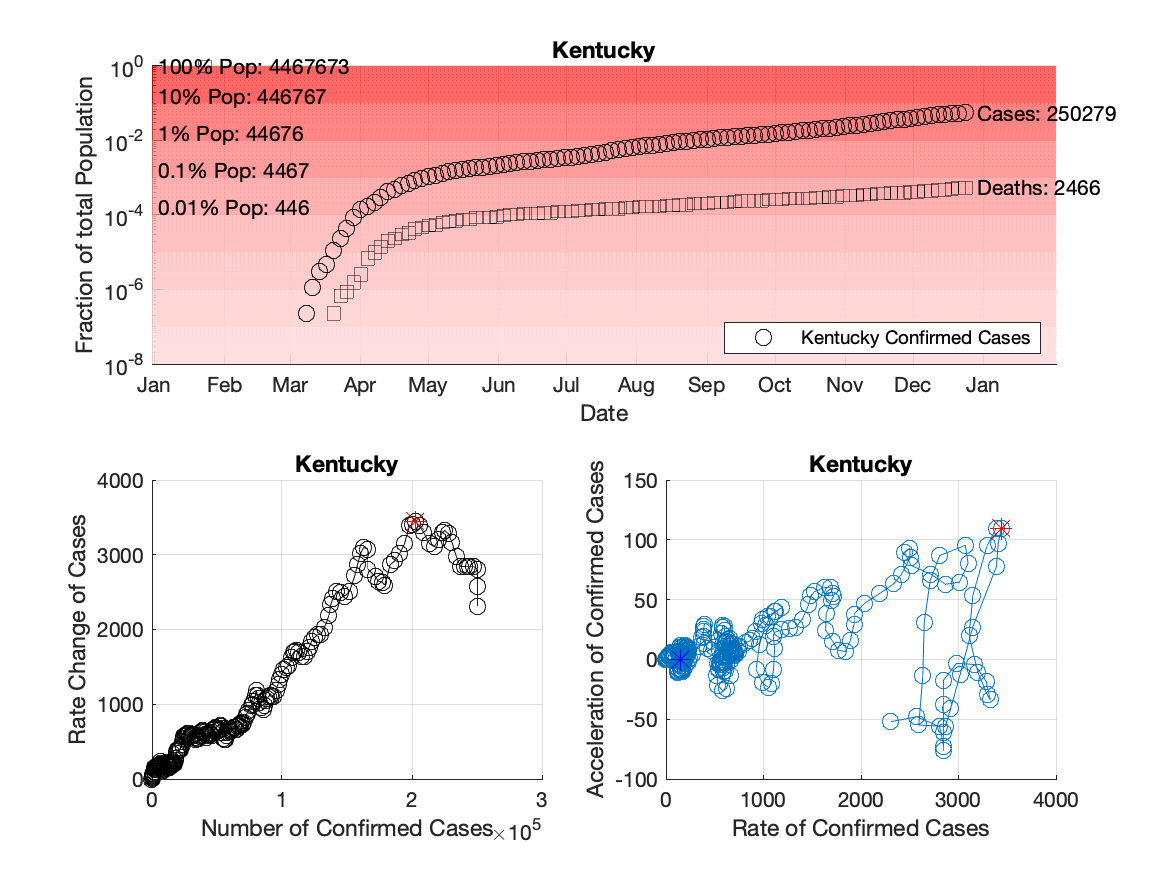 Kentucky
10^0
10^-2
10^-4
10^-6
10^-8
Fraction of total Population
100% Pop: 4467673
10% Pop: 446767
1% Pop: 44676
0.1% Pop: 4467
0.01% Pop: 446
Cases: 250279
Deaths: 2466
Kentucky Confirmed Cases
Jan Feb Mar Apr May Jun Jul Aug Sep Oct Nov Dec Jan
Date
Kentucky
4000
3000
2000
1000
0
Rate Change of Cases
0 1 2 3
Number of Confirmed Cases ×10^5
Kentucky
150
100
50
0
-50
-100
Acceleration of Confirmed Cases
0 1000 2000 3000 4000
Rate of Confirmed Cases